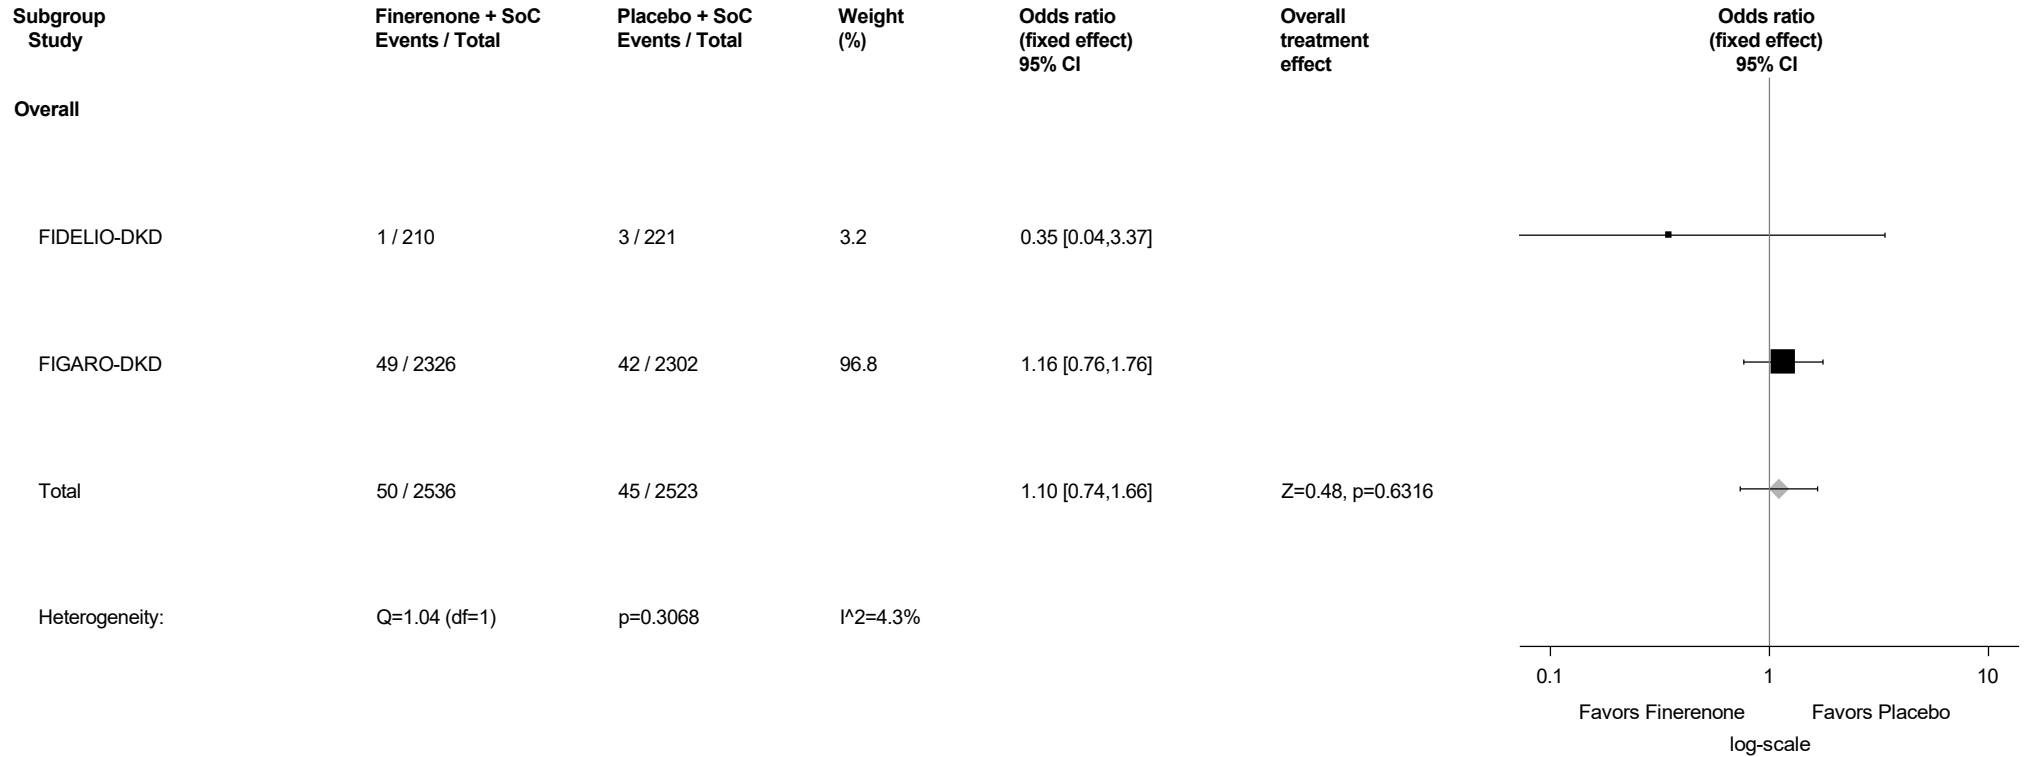 Subgroup Finerenone + SoC Placebo + SoC Weight Odds ratio Overall Odds ratio
Study Events / Total Events / Total (%) (fixed effect) treatment (fixed effect)
95% CI effect 95% CI
Overall
FIDELIO-DKD 1 / 210 3 / 221 3.2 0.35 [0.04,3.37]
FIGARO-DKD 49 / 2326 42 / 2302 96.8 1.16 [0.76,1.76]
Total 50 / 2536 45 / 2523 1.10 [0.74,1.66] Z=0.48, p=0.6316
Heterogeneity: Q=1.04 (df=1) p=0.3068 I^2=4.3%
0.1 1 10
Favors Finerenone Favors Placebo
log-scale